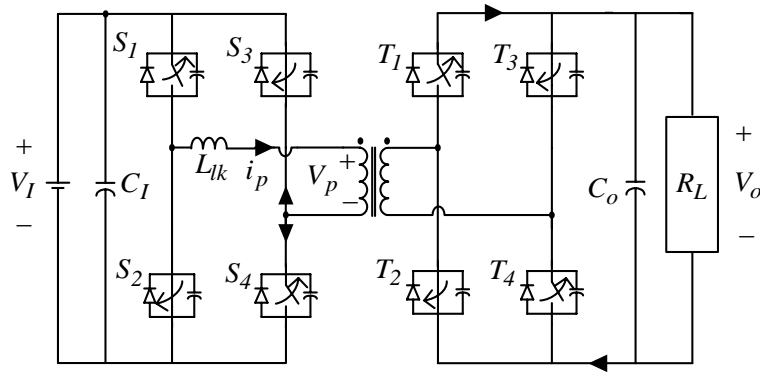 S1
S3
T1
T3
+
VI
−
CI
Llk
ip
Vp
+
−
Co
RL
+
Vo
−
S2
S4
T2
T4